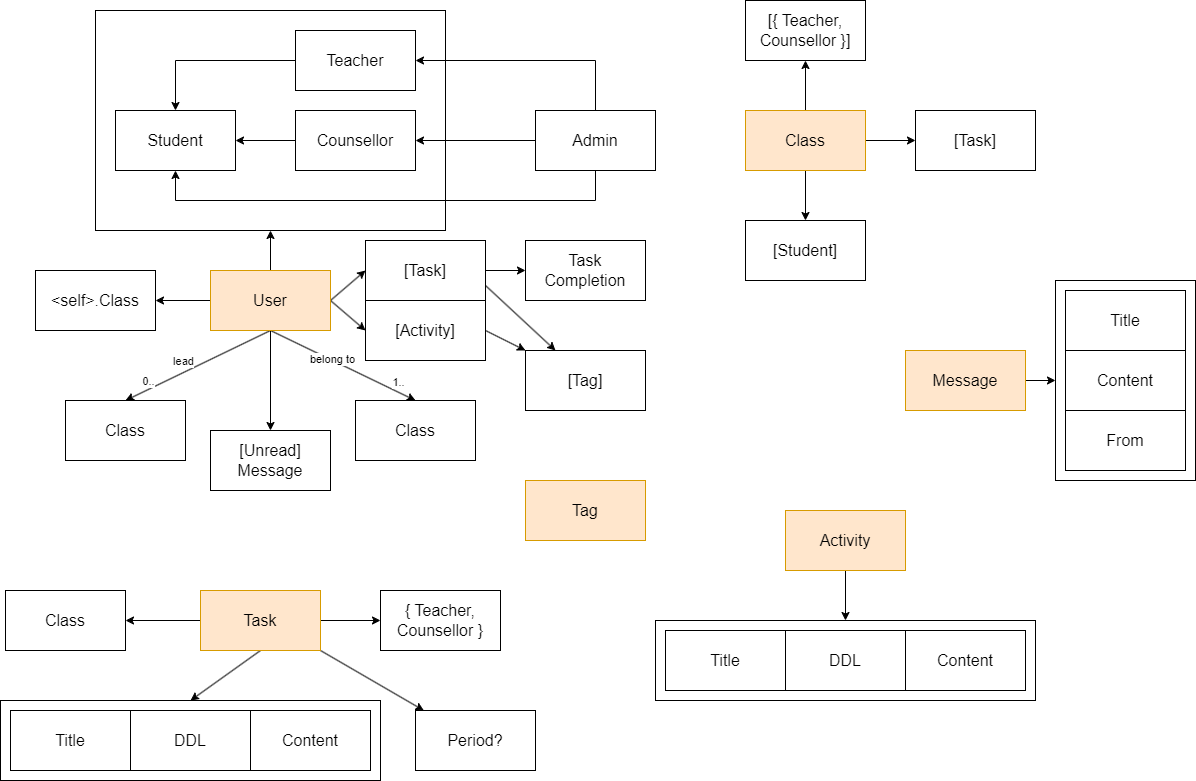 Teacher
Student
Counsellor
Admin
<self>.Class
User
[Task]
[Activity]
Task
Completion
[Tag]
lead
0..
belong to
1..
Class
[Unread]
Message
Class
[{ Teacher,
Counsellor }]
Class
[Task]
[Student]
Message
Title
Content
From
Tag
Activity
Title
DDL
Content
Class
Task
{ Teacher,
Counsellor }
Title
DDL
Content
Period?